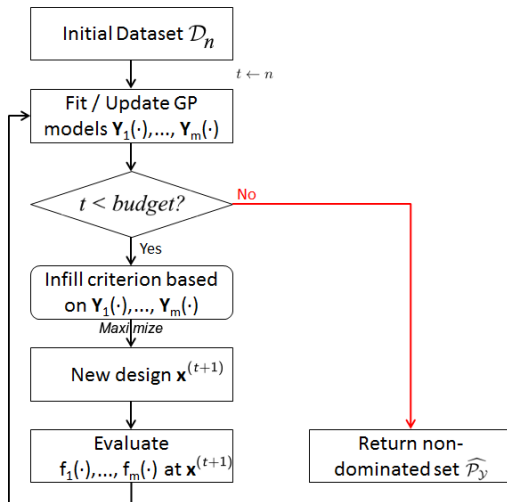 Initial Dataset 𝒟ₙ
t ← n
Fit / Update GP
models Y₁(·),..., Yₘ(·)
No
t < budget?
Yes
Infill criterion based
on Y₁(·),..., Yₘ(·)
Maximize
New design x⁽ᵗ⁺¹⁾
Evaluate
f₁(·),..., fₘ(·) at x⁽ᵗ⁺¹⁾
Return non-
dominated set 𝒫̂_𝒴